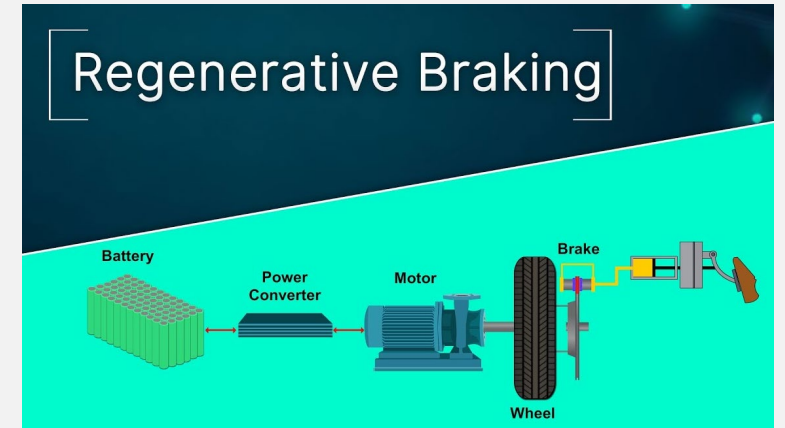 Regenerative Braking
Battery
Power
Converter
Motor
Brake
Wheel